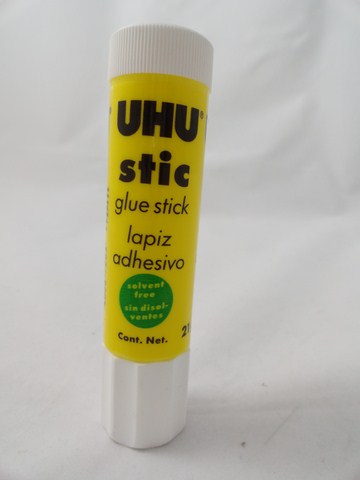 UHU®
stic
glue stick
lapiz
adhesivo
solvent
free
sin disol-
ventes
Cont. Net.